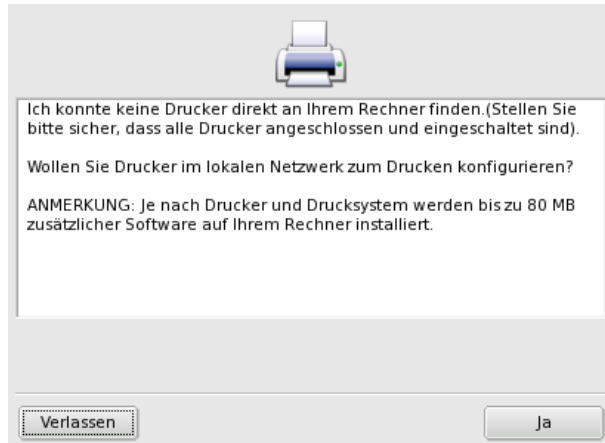 Ich konnte keine Drucker direkt an Ihrem Rechner finden.(Stellen Sie
bitte sicher, dass alle Drucker angeschlossen und eingeschaltet sind).
Wollen Sie Drucker im lokalen Netzwerk zum Drucken konfigurieren?
ANMERKUNG: Je nach Drucker und Drucksystem werden bis zu 80 MB
zusätzlicher Software auf Ihrem Rechner installiert.
Verlassen
Ja